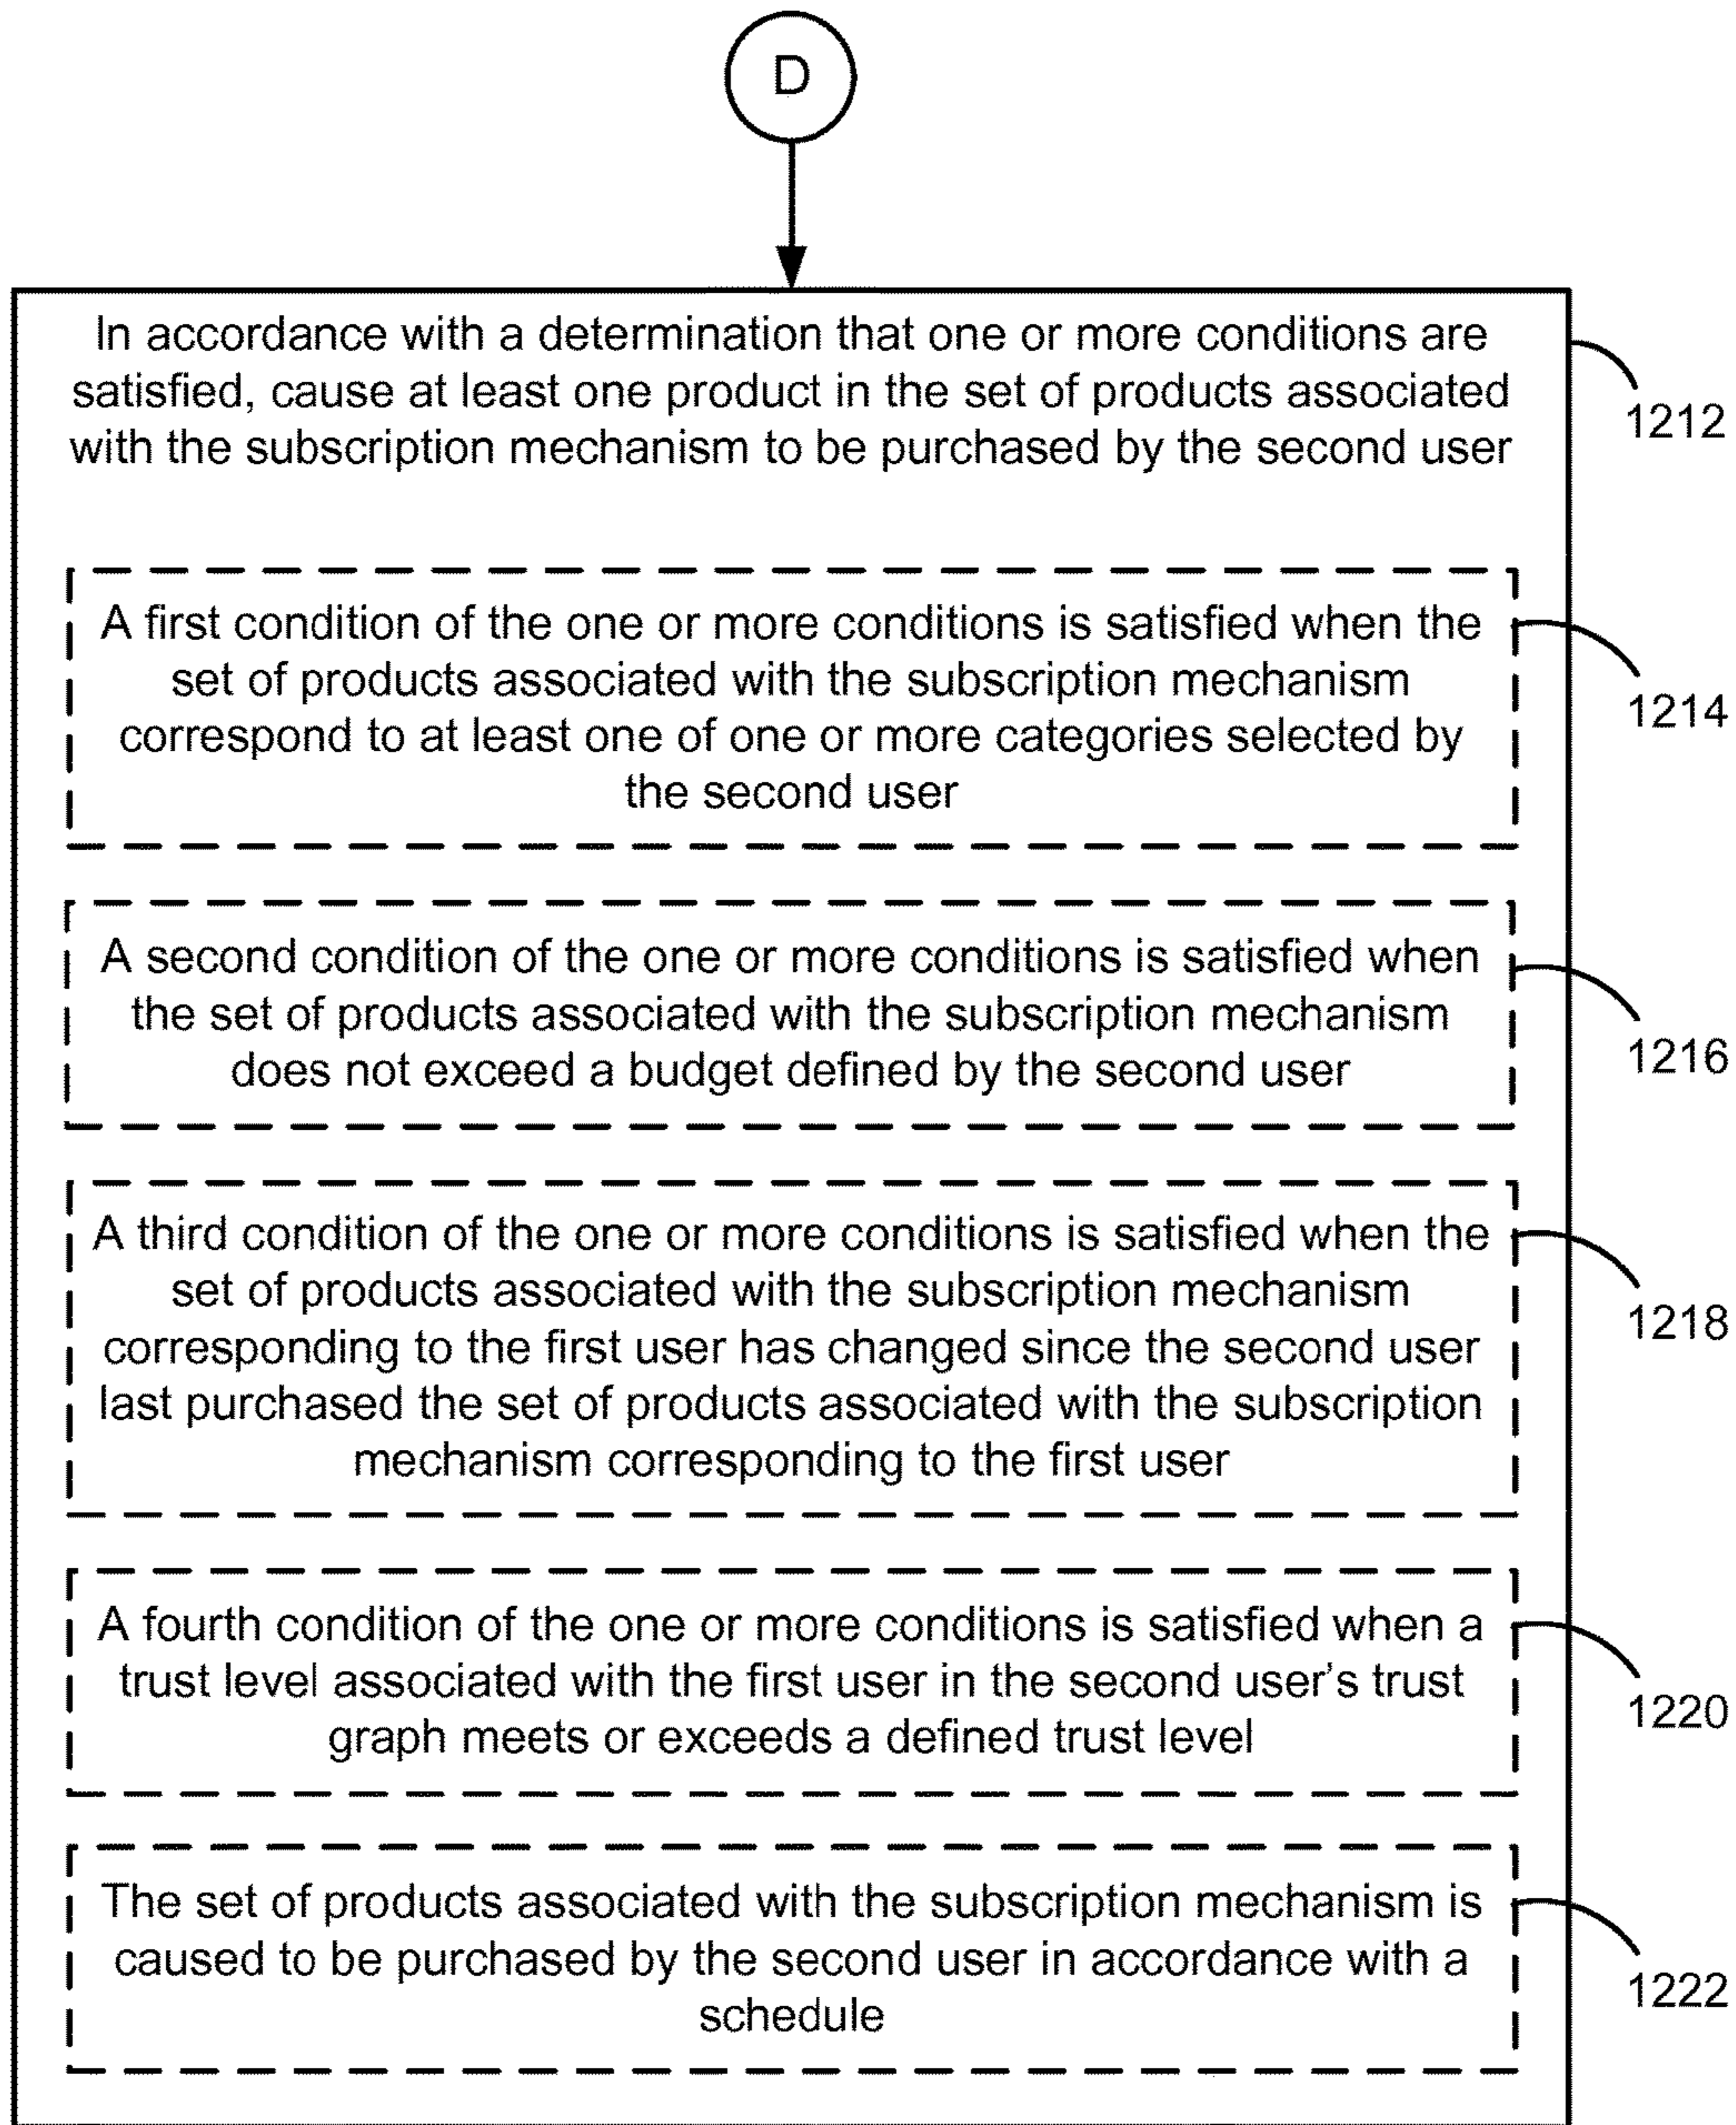 D
In accordance with a determination that one or more conditions are
satisfied, cause at least one product in the set of products associated
with the subscription mechanism to be purchased by the second user
1212
A first condition of the one or more conditions is satisfied when the
set of products associated with the subscription mechanism
correspond to at least one of one or more categories selected by
the second user
1214
A second condition of the one or more conditions is satisfied when
the set of products associated with the subscription mechanism
does not exceed a budget defined by the second user
1216
A third condition of the one or more conditions is satisfied when the
set of products associated with the subscription mechanism
corresponding to the first user has changed since the second user
last purchased the set of products associated with the subscription
mechanism corresponding to the first user
1218
A fourth condition of the one or more conditions is satisfied when a
trust level associated with the first user in the second user’s trust
graph meets or exceeds a defined trust level
1220
The set of products associated with the subscription mechanism is
caused to be purchased by the second user in accordance with a
schedule
1222